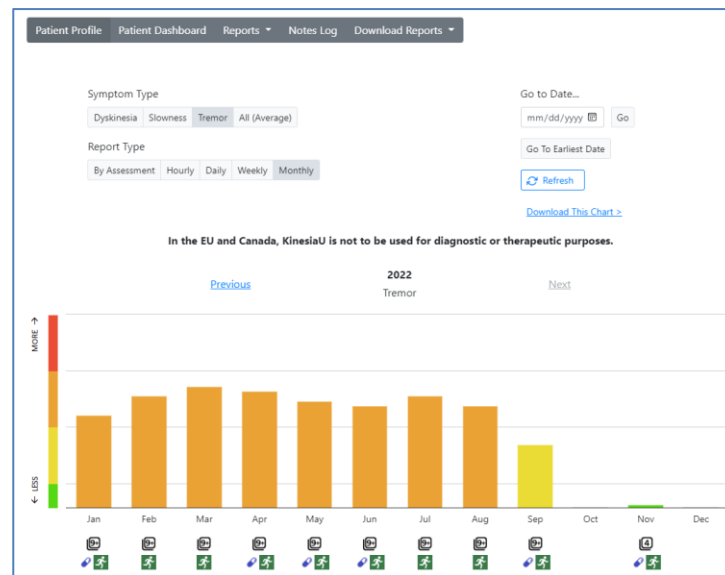 Patient Profile Patient Dashboard Reports Notes Log Download Reports
Symptom Type
Dyskinesia Slowness Tremor All (Average)
Report Type
By Assessment Hourly Daily Weekly Monthly
Go to Date...
mm/dd/yyyy Go
Go To Earliest Date
Refresh
Download This Chart >
In the EU and Canada, KinesiaU is not to be used for diagnostic or therapeutic purposes.
Previous 2022 Next
Tremor
MORE →
← LESS
Jan Feb Mar Apr May Jun Jul Aug Sep Oct Nov Dec
9+ 9+ 9+ 9+ 9+ 9+ 9+ 9+ 9+ 4